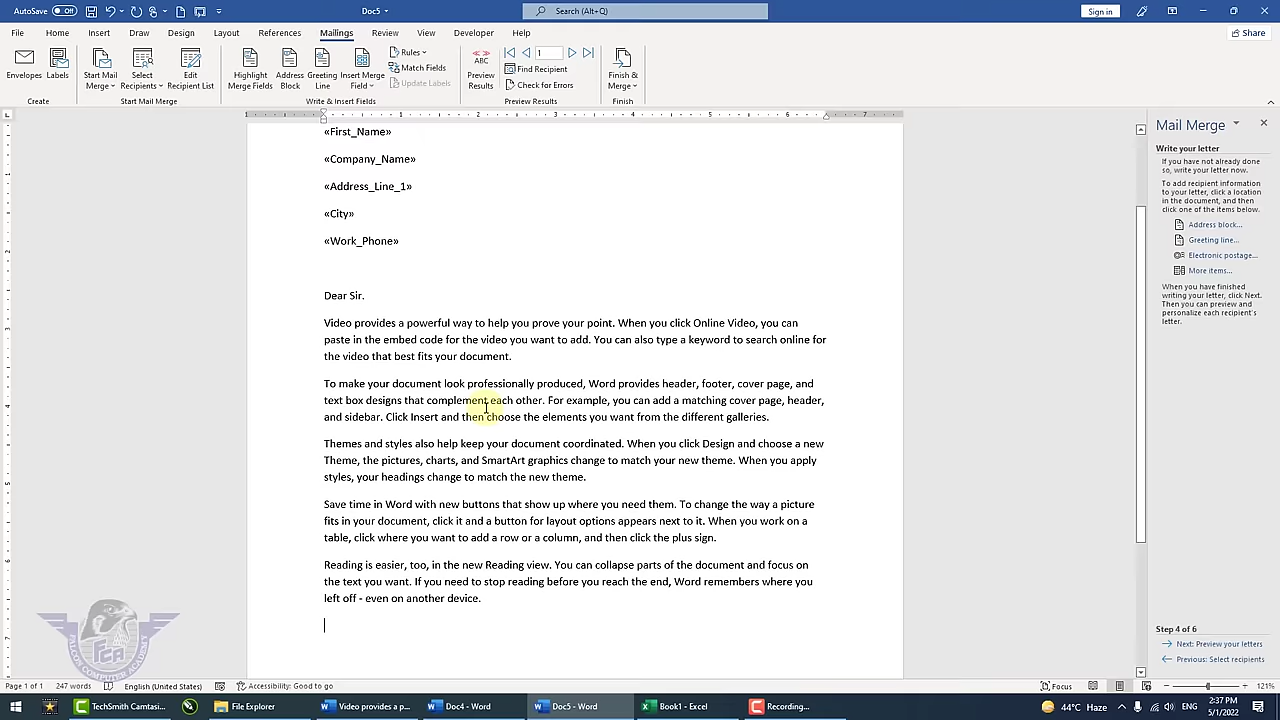 AutoSave Off Doc5 Search (Alt+Q) Sign in
File Home Insert Draw Design Layout References Mailings Review View Developer Help Share
Envelopes Labels Start Mail Merge Select Recipients Edit Recipient List Highlight Merge Fields Address Block Greeting Line Insert Merge Field Rules Match Fields Update Labels ABC Preview Results 1 Find Recipient Check for Errors Finish & Merge
Create Start Mail Merge Write & Insert Fields Preview Results Finish
«First_Name»
«Company_Name»
«Address_Line_1»
«City»
«Work_Phone»
Dear Sir.
Video provides a powerful way to help you prove your point. When you click Online Video, you can
paste in the embed code for the video you want to add. You can also type a keyword to search online for
the video that best fits your document.
To make your document look professionally produced, Word provides header, footer, cover page, and
text box designs that complement each other. For example, you can add a matching cover page, header,
and sidebar. Click Insert and then choose the elements you want from the different galleries.
Themes and styles also help keep your document coordinated. When you click Design and choose a new
Theme, the pictures, charts, and SmartArt graphics change to match your new theme. When you apply
styles, your headings change to match the new theme.
Save time in Word with new buttons that show up where you need them. To change the way a picture
fits in your document, click it and a button for layout options appears next to it. When you work on a
table, click where you want to add a row or a column, and then click the plus sign.
Reading is easier, too, in the new Reading view. You can collapse parts of the document and focus on
the text you want. If you need to stop reading before you reach the end, Word remembers where you
left off - even on another device.
Mail Merge
Write your letter
If you have not already done
so, write your letter now.
To add recipient information
to your letter, click a location
in the document, and then
click one of the items below.
Address block...
Greeting line...
Electronic postage...
More items...
When you have finished
writing your letter, click Next.
Then you can preview and
personalize each recipient's
letter.
Step 4 of 6
Next: Preview your letters
Previous: Select recipients
FCA
Page 1 of 1 247 words English (United States) Accessibility: Good to go Focus 121%
TechSmith Camtasi... File Explorer Video provides a p... Doc4 - Word Doc5 - Word Book1 - Excel Recording... 44°C Haze ENG 2:37 PM
5/1/2022